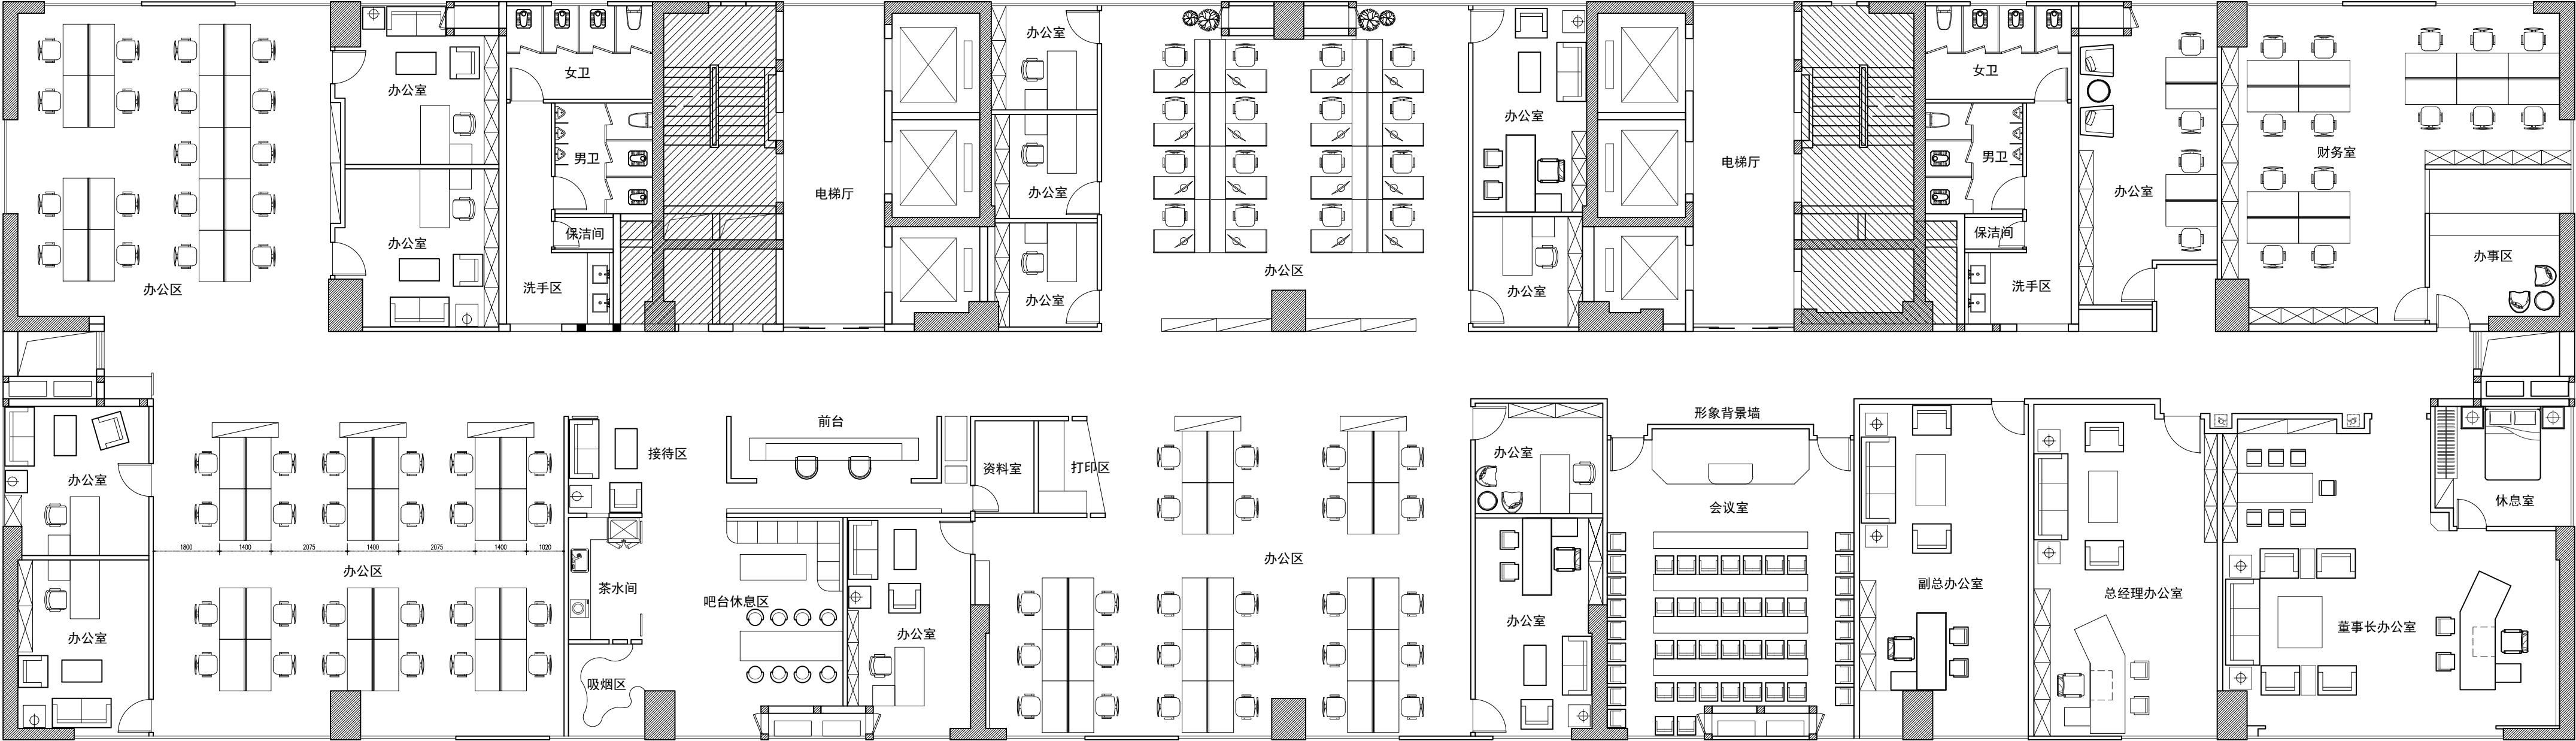 办公室
办公室
女卫
男卫
保洁间
洗手区
办公区
电梯厅
办公室
办公室
办公室
办公区
办公室
办公室
电梯厅
女卫
男卫
保洁间
洗手区
办公室
财务室
办事区
办公室
办公室
1800
1400
2075
1400
2075
1400
1020
办公区
接待区
茶水间
吸烟区
前台
吧台休息区
办公室
资料室
打印区
办公区
办公室
办公室
形象背景墙
会议室
副总办公室
总经理办公室
董事长办公室
休息室